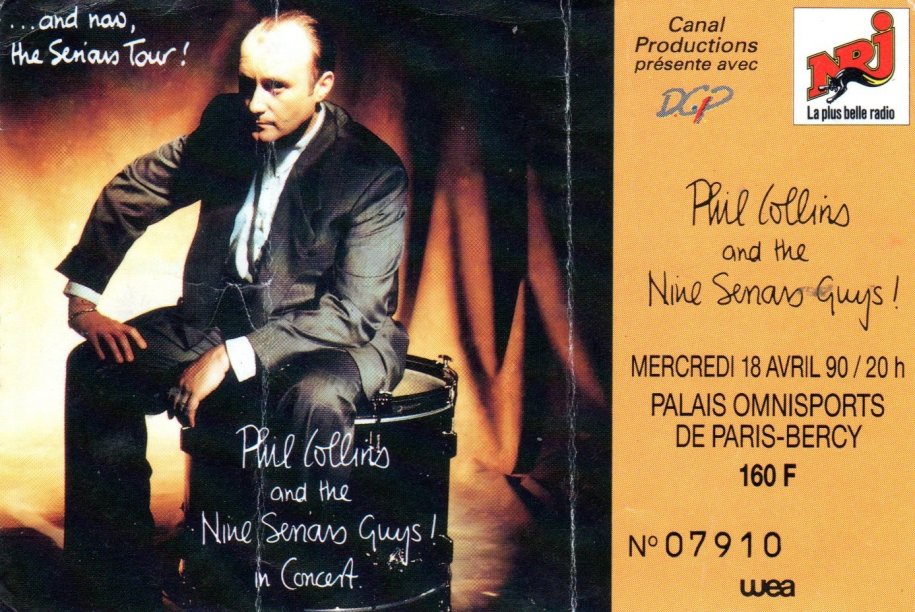 ...and now,
the Serious Tour!
Phil Collins
and the
Nine Serious Guys!
in Concert.
Canal
Productions
présente avec
D.G.P
NRJ
La plus belle radio
Phil Collins
and the
Nine Serious Guys!
MERCREDI 18 AVRIL 90 / 20 h
PALAIS OMNISPORTS
DE PARIS-BERCY
160 F
Nº 07910
wea